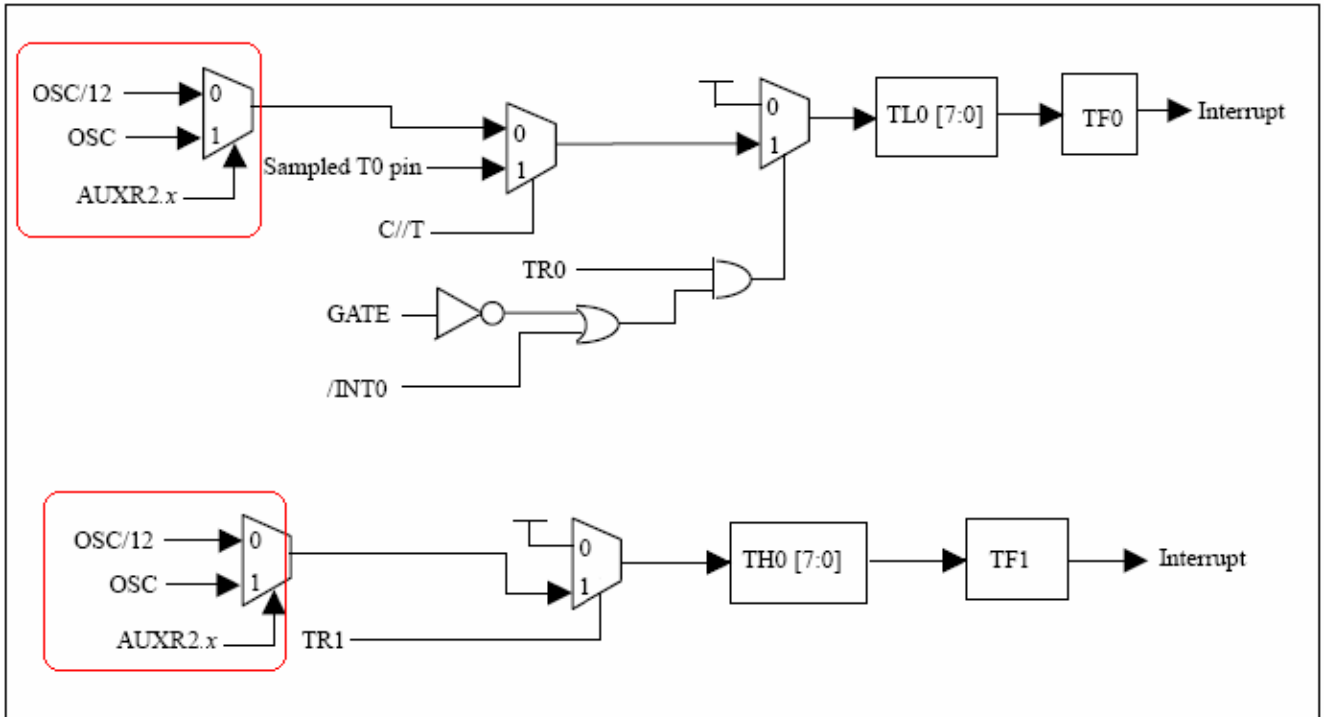 OSC/12
0
OSC
1
AUXR2.x
0
Sampled T0 pin
1
C//T
0
1
TL0 [7:0]
TF0
Interrupt
TR0
GATE
/INT0
OSC/12
0
OSC
1
AUXR2.x
0
1
TR1
TH0 [7:0]
TF1
Interrupt